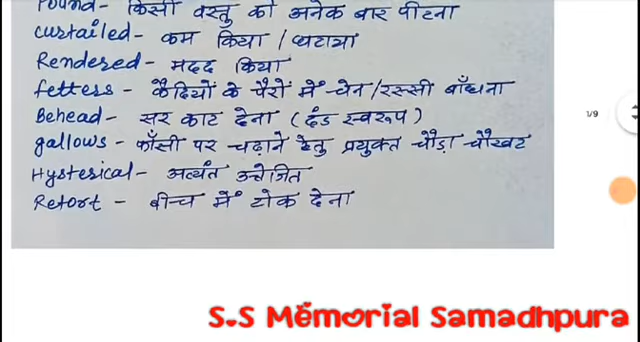 Pound- किसी वस्तु को अनेक बार पीटना
Curtailed - कम किया / घटाया
Rendered - मदद किया
fetters - कैदियों के पैरों में चेन/रस्सी बाँधना
Behead - सर काट देना (दंड स्वरूप)
gallows - फाँसी पर चढ़ाने हेतु प्रयुक्त चौड़ा चौखट
Hysterical - अत्यंत उत्तेजित
Retort - बीच में टोक देना
1/9
S.S Memorial Samadhpura